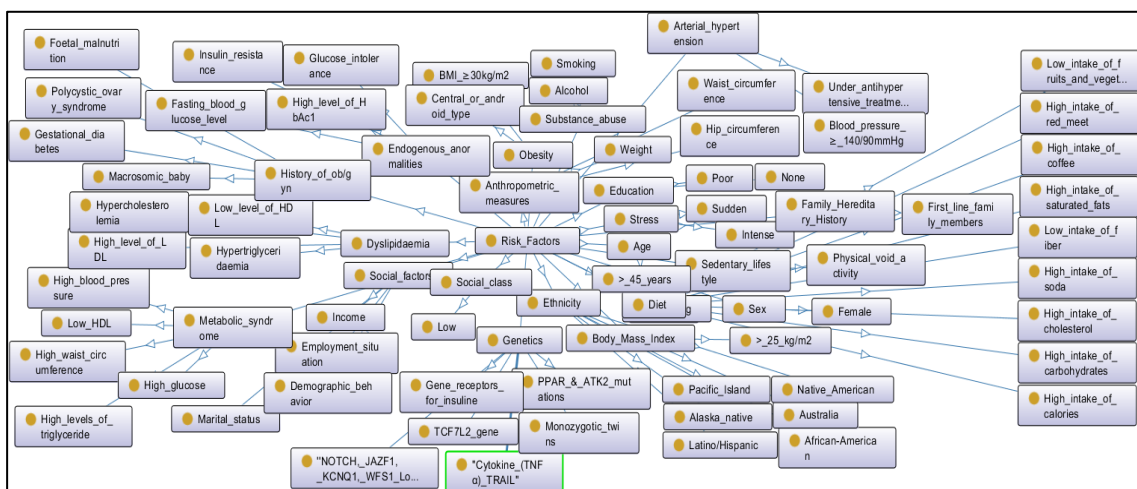 Foetal_malnutri
tion
Insulin_resista
nce
Glucose_intole
rance
BMI_≥30kg/m2
Smoking
Arterial_hypert
ension
Low_intake_of_f
ruits_and_veget...
Polycystic_ovar
y_syndrome
Fasting_blood_g
lucose_level
High_level_of_H
bAc1
Central_or_andr
oid_type
Alcohol
Waist_circumfe
rence
Under_antihype
rtensive_treatme...
High_intake_of_
red_meet
Gestational_dia
betes
Substance_abuse
Blood_pressure_
≥_140/90mmHg
Hip_circumferen
ce
High_intake_of_
coffee
History_of_ob/g
yn
Endogenous_anor
malities
Obesity
Weight
Macrosomic_baby
Anthropometric_
measures
Education
Poor
None
High_intake_of_
saturated_fats
Hypercholestero
lemia
Low_level_of_HD
L
Stress
Sudden
Family_Heredita
ry_History
First_line_fami
ly_members
High_level_of_L
DL
Hypertriglyceri
daemia
Dyslipidaemia
Risk_Factors
Age
Intense
Low_intake_of_f
iber
High_blood_pres
sure
Social_factors
Social_class
>_45_years
Sedentary_lifes
tyle
Physical_void_a
ctivity
High_intake_of_
soda
Low_HDL
Metabolic_syndr
ome
Income
Low
Ethnicity
Diet
g
Sex
Female
High_intake_of_
cholesterol
High_waist_circ
umference
Employment_situ
ation
Genetics
Body_Mass_Index
>_25_kg/m2
High_intake_of_
carbohydrates
High_glucose
Demographic_beh
avior
Gene_receptors_
for_insuline
PPAR_&_ATK2_mut
ations
Pacific_Island
Native_American
High_intake_of_
calories
High_levels_of_
triglyceride
Marital_status
TCF7L2_gene
Monozygotic_twi
ns
Alaska_native
Australia
Latino/Hispanic
African-America
n
"NOTCH,_JAZF1,
_KCNQ1,_WFS1_Lo...
"Cytokine_(TNF
α)_TRAIL"